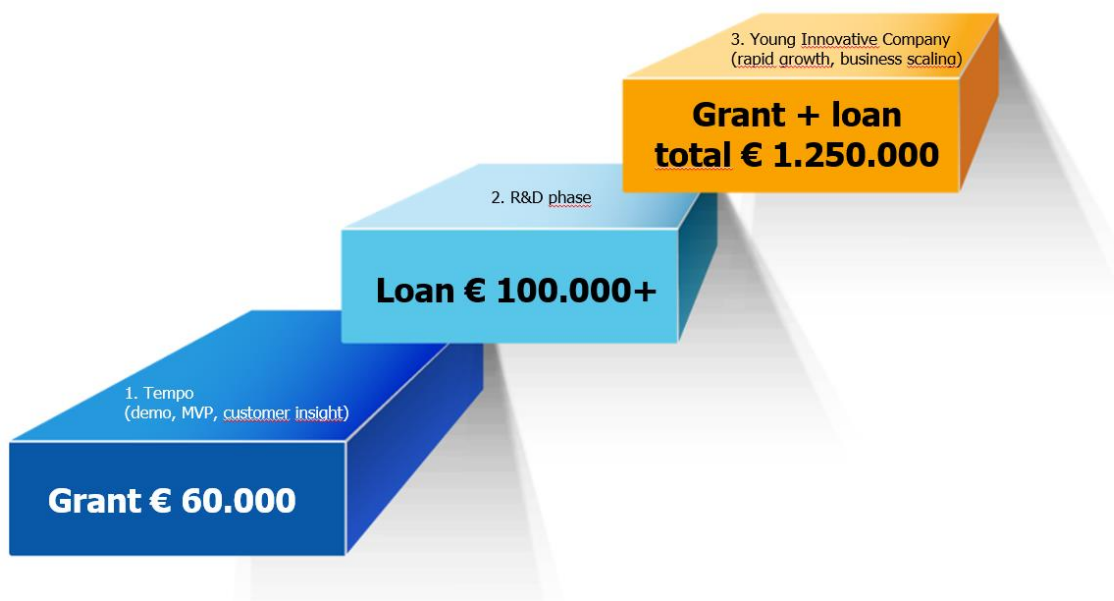 3. Young Innovative Company
(rapid growth, business scaling)
Grant + loan
total € 1.250.000
2. R&D phase
Loan € 100.000+
1. Tempo
(demo, MVP, customer insight)
Grant € 60.000